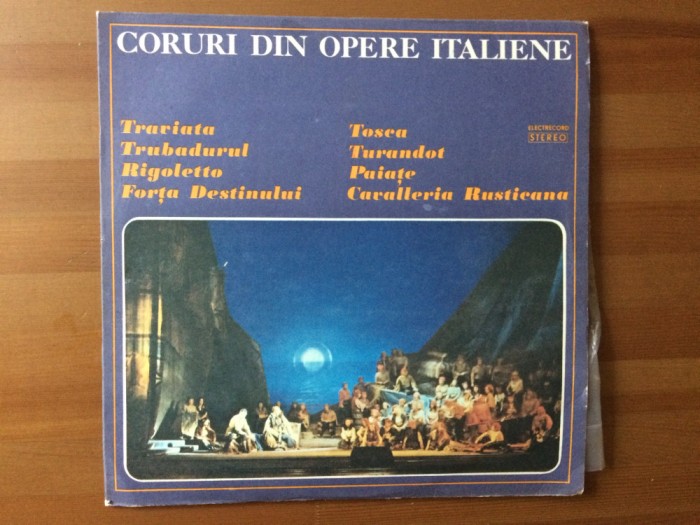 CORURI DIN OPERE ITALIENE
Traviata
Trubadurul
Rigoletto
Forța Destinului
Tosca
Turandot
Paiațe
Cavalleria Rusticana
ELECTRECORD
STEREO